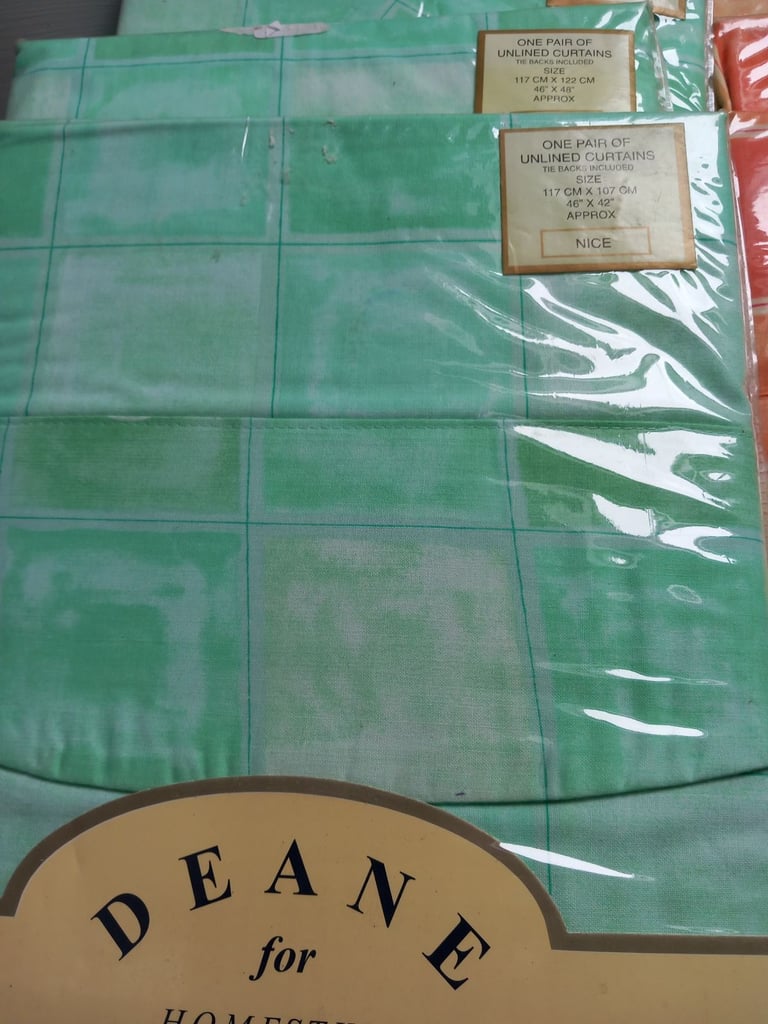 ONE PAIR OF
UNLINED CURTAINS
TIE BACKS INCLUDED
SIZE
117 CM X 122 CM
46" X 48"
APPROX
ONE PAIR OF
UNLINED CURTAINS
TIE BACKS INCLUDED
SIZE
117 CM X 107 CM
46" X 42"
APPROX
NICE
DEANE
for